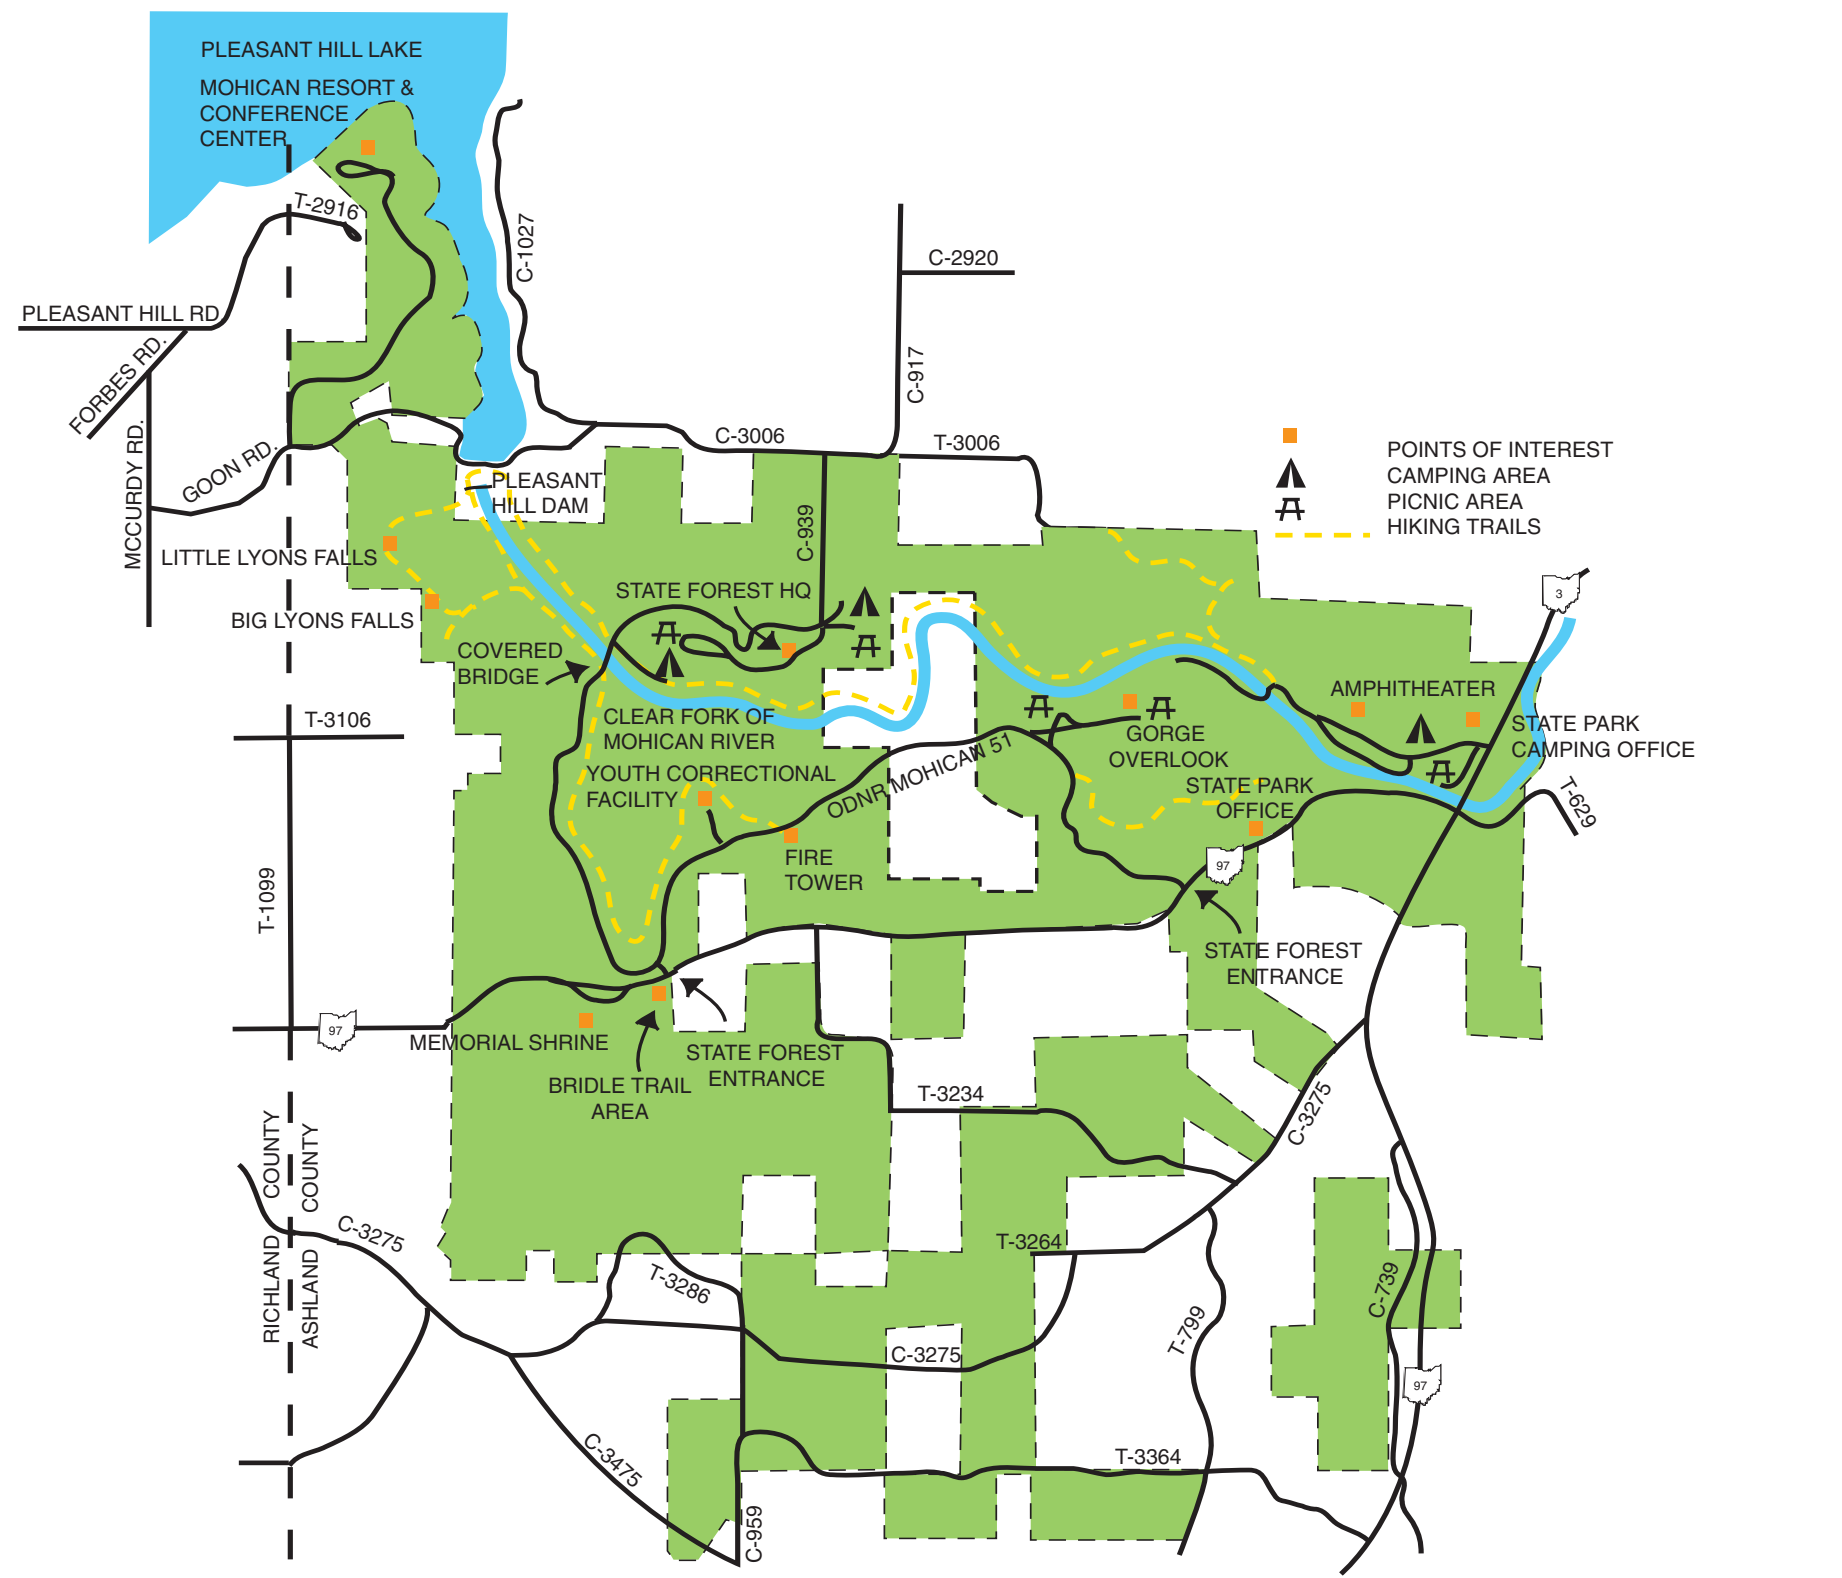 PLEASANT HILL LAKE
MOHICAN RESORT &
CONFERENCE
CENTER
T-2916
C-1027
C-2920
PLEASANT HILL RD
FORBES RD.
C-917
MCCURDY RD.
GOON RD.
C-3006
T-3006
POINTS OF INTEREST
CAMPING AREA
PICNIC AREA
HIKING TRAILS
PLEASANT
HILL DAM
C-939
LITTLE LYONS FALLS
STATE FOREST HQ
3
BIG LYONS FALLS
COVERED
BRIDGE
AMPHITHEATER
T-3106
CLEAR FORK OF
MOHICAN RIVER
GORGE
OVERLOOK
STATE PARK
CAMPING OFFICE
YOUTH CORRECTIONAL
FACILITY
ODNR MOHICAN 51
STATE PARK
OFFICE
T-629
FIRE
TOWER
97
T-1099
STATE FOREST
ENTRANCE
97
MEMORIAL SHRINE
STATE FOREST
ENTRANCE
BRIDLE TRAIL
AREA
T-3234
C-3275
RICHLAND COUNTY
ASHLAND COUNTY
C-3275
T-3264
T-3286
C-739
T-799
C-3275
97
C-3475
T-3364
C-959